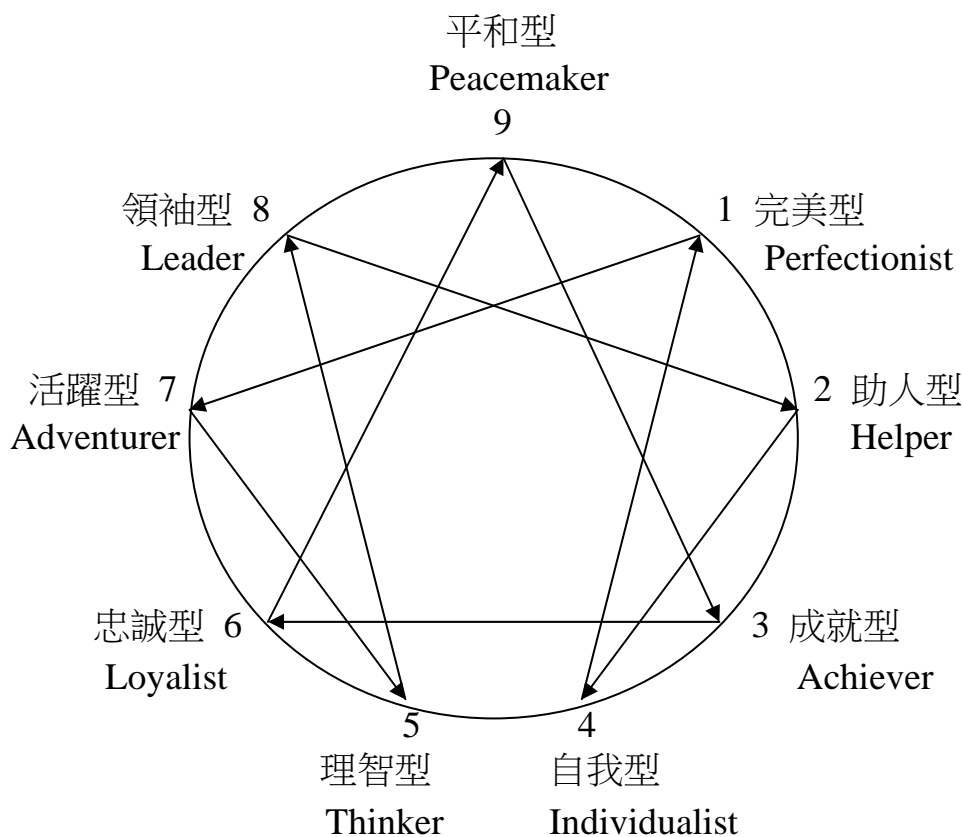 平和型
Peacemaker
9
領袖型 8
Leader
1 完美型
Perfectionist
活躍型 7
Adventurer
2 助人型
Helper
忠誠型 6
Loyalist
3 成就型
Achiever
5
理智型
Thinker
4
自我型
Individualist